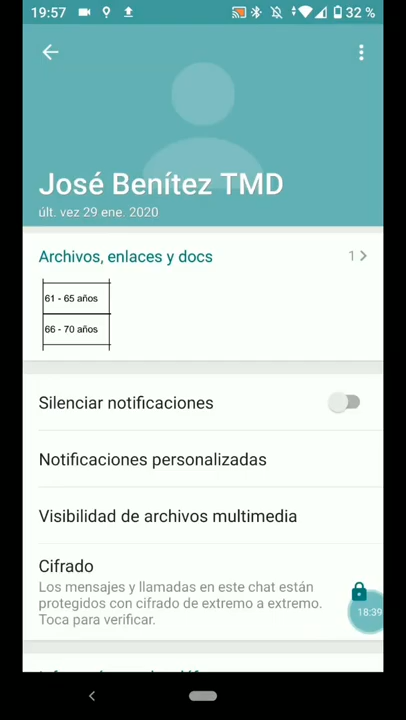 19:57
32 %
José Benítez TMD
últ. vez 29 ene. 2020
Archivos, enlaces y docs
1
61 - 65 años
66 - 70 años
Silenciar notificaciones
Notificaciones personalizadas
Visibilidad de archivos multimedia
Cifrado
Los mensajes y llamadas en este chat están
protegidos con cifrado de extremo a extremo.
Toca para verificar.
18:39